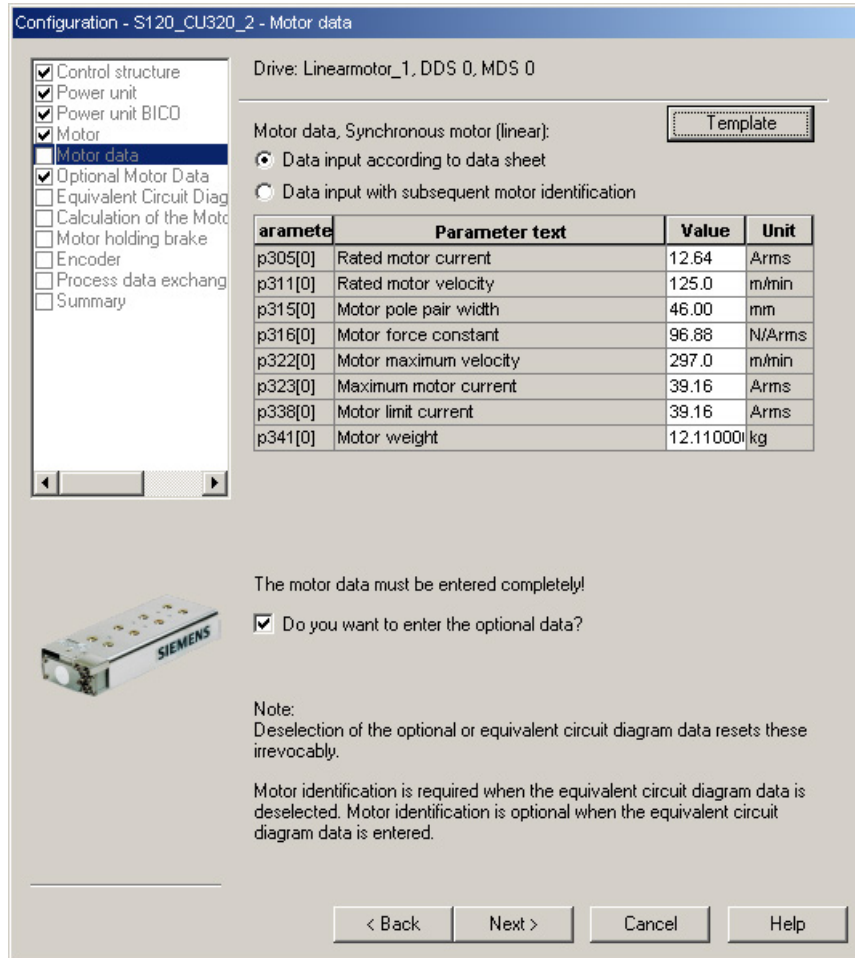 Configuration - S120_CU320_2 - Motor data
Control structure
Power unit
Power unit BICO
Motor
Motor data
Optional Motor Data
Equivalent Circuit Diag
Calculation of the Moto
Motor holding brake
Encoder
Process data exchang
Summary
Drive: Linearmotor_1, DDS 0, MDS 0
Motor data, Synchronous motor (linear):
Template
Data input according to data sheet
Data input with subsequent motor identification
aramete Parameter text Value Unit
p305[0] Rated motor current 12.64 Arms
p311[0] Rated motor velocity 125.0 m/min
p315[0] Motor pole pair width 46.00 mm
p316[0] Motor force constant 96.88 N/Arms
p322[0] Motor maximum velocity 297.0 m/min
p323[0] Maximum motor current 39.16 Arms
p338[0] Motor limit current 39.16 Arms
p341[0] Motor weight 12.11000 kg
SIEMENS
The motor data must be entered completely!
Do you want to enter the optional data?
Note:
Deselection of the optional or equivalent circuit diagram data resets these
irrevocably.
Motor identification is required when the equivalent circuit diagram data is
deselected. Motor identification is optional when the equivalent circuit
diagram data is entered.
< Back
Next >
Cancel
Help